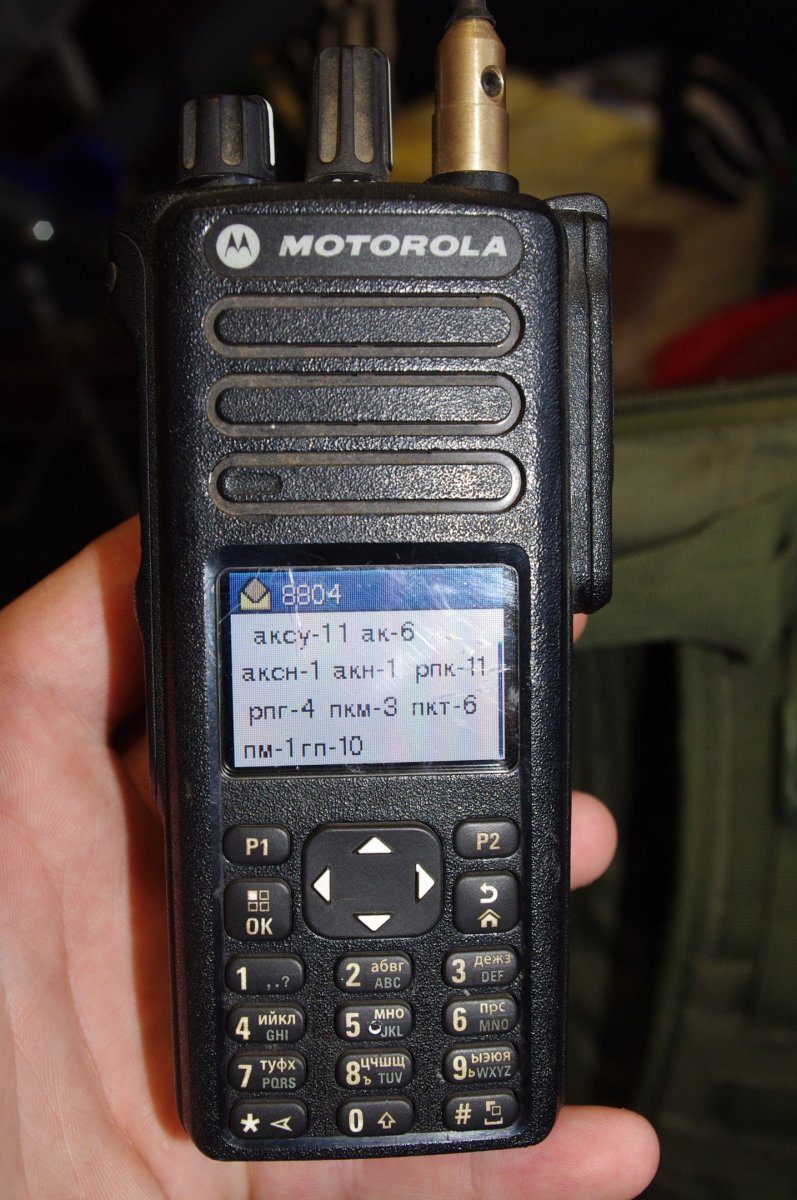 MOTOROLA
8804
аксу-11 ак-6
аксн-1 акн-1 рпк-11
рпг-4 пкм-3 пкт-6
пм-1 гп-10
P1 P2
OK
1 ,.? 2 абвг ABC 3 дежз DEF
4 ийкл GHI 5 мно JKL 6 прс MNO
7 туфх PQRS 8 цчшщъ TUV 9 ыэюяь WXYZ
* 0 #